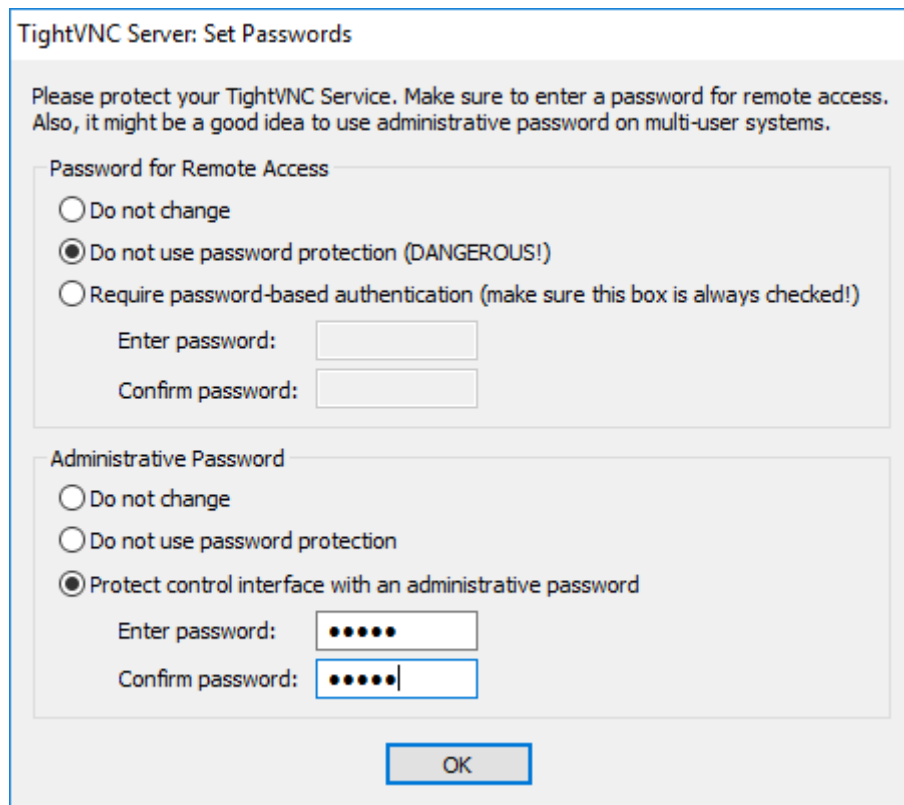 TightVNC Server: Set Passwords
Please protect your TightVNC Service. Make sure to enter a password for remote access.
Also, it might be a good idea to use administrative password on multi-user systems.
Password for Remote Access
Do not change
Do not use password protection (DANGEROUS!)
Require password-based authentication (make sure this box is always checked!)
Enter password:
Confirm password:
Administrative Password
Do not change
Do not use password protection
Protect control interface with an administrative password
Enter password: •••••
Confirm password: •••••
OK